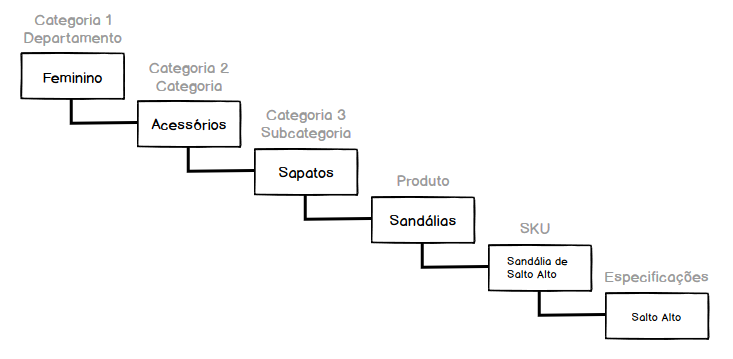 Categoria 1
Departamento
Feminino
Categoria 2
Categoria
Acessórios
Categoria 3
Subcategoria
Sapatos
Produto
Sandálias
SKU
Sandália de
Salto Alto
Especificações
Salto Alto